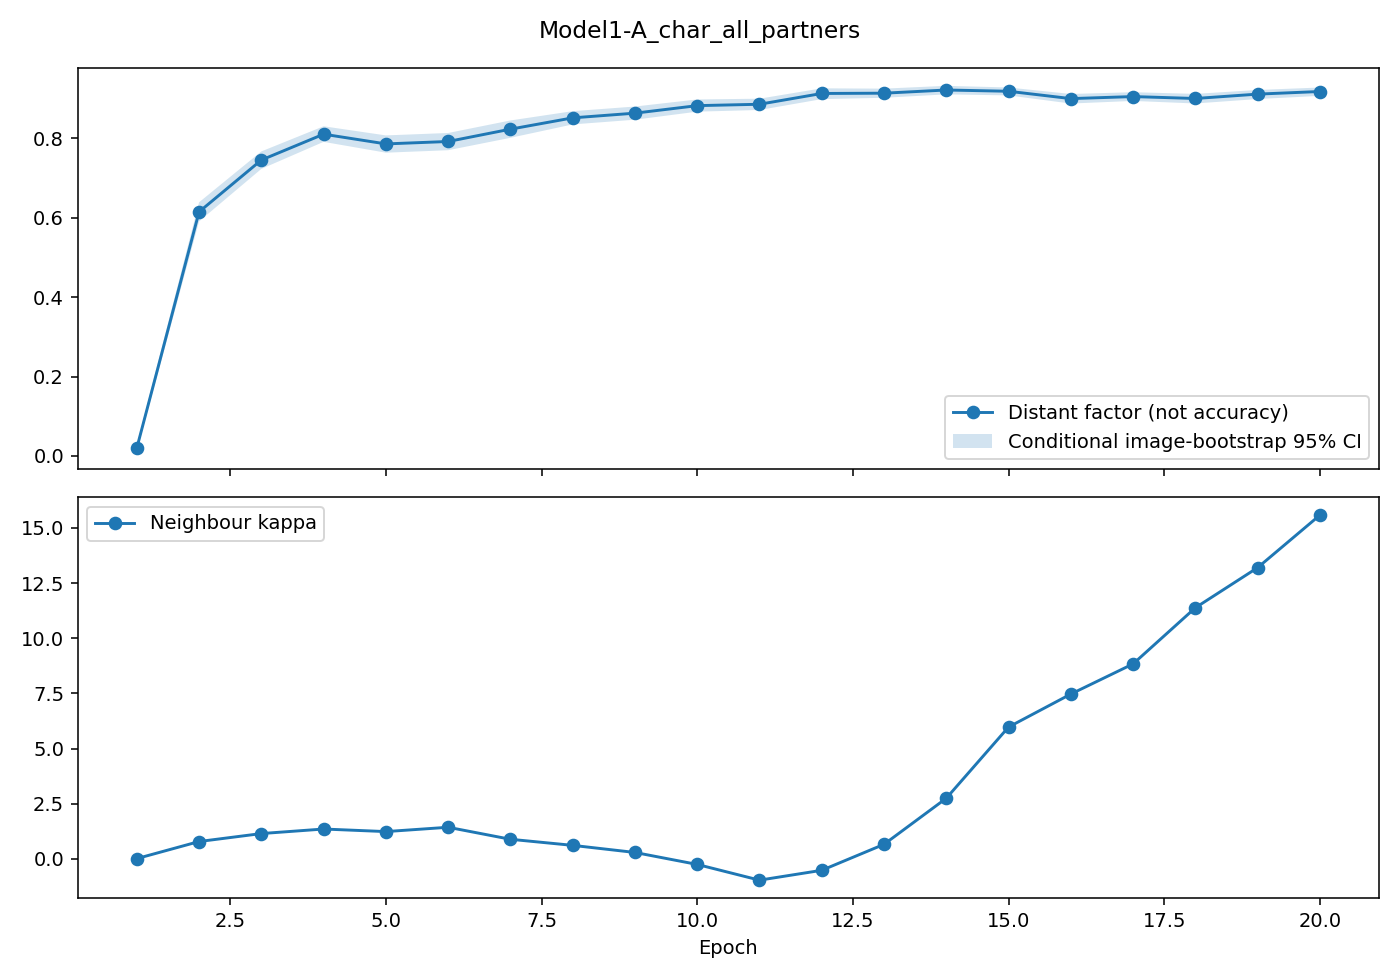 Model1-A_char_all_partners
0.8
0.6
0.4
0.2
0.0
Distant factor (not accuracy)
Conditional image-bootstrap 95% CI
Neighbour kappa
15.0
12.5
10.0
7.5
5.0
2.5
0.0
2.5 5.0 7.5 10.0 12.5 15.0 17.5 20.0
Epoch